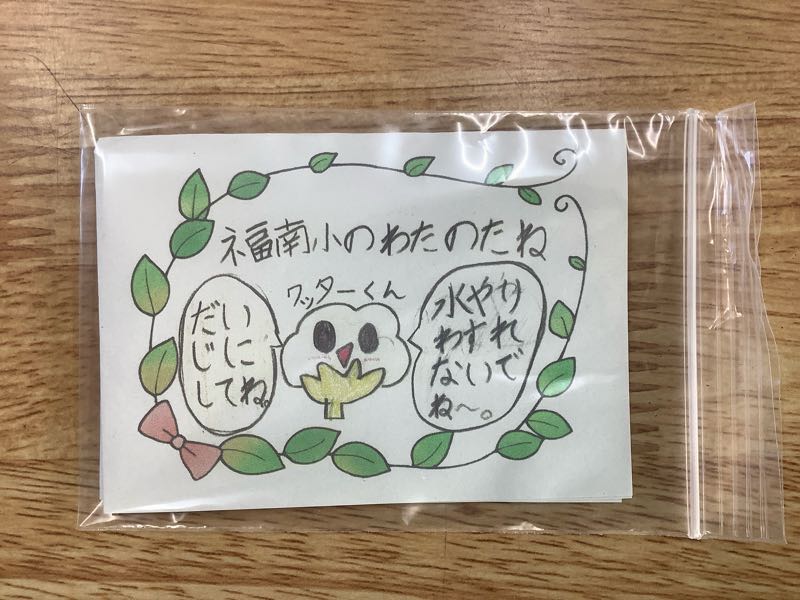 福南小のわたのたね
ワッターくん
だい
じに
してね。
水やり
わすれ
ないで
ね〜。